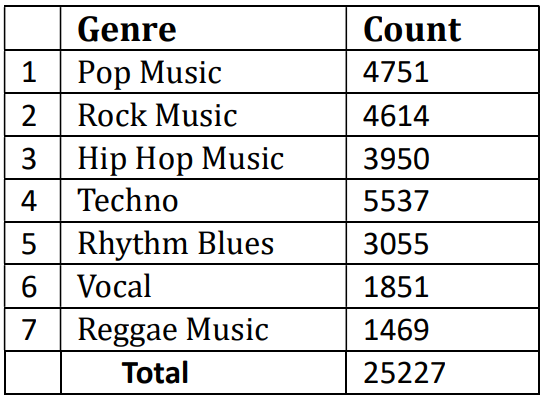 Genre Count
1 Pop Music 4751
2 Rock Music 4614
3 Hip Hop Music 3950
4 Techno 5537
5 Rhythm Blues 3055
6 Vocal 1851
7 Reggae Music 1469
Total 25227